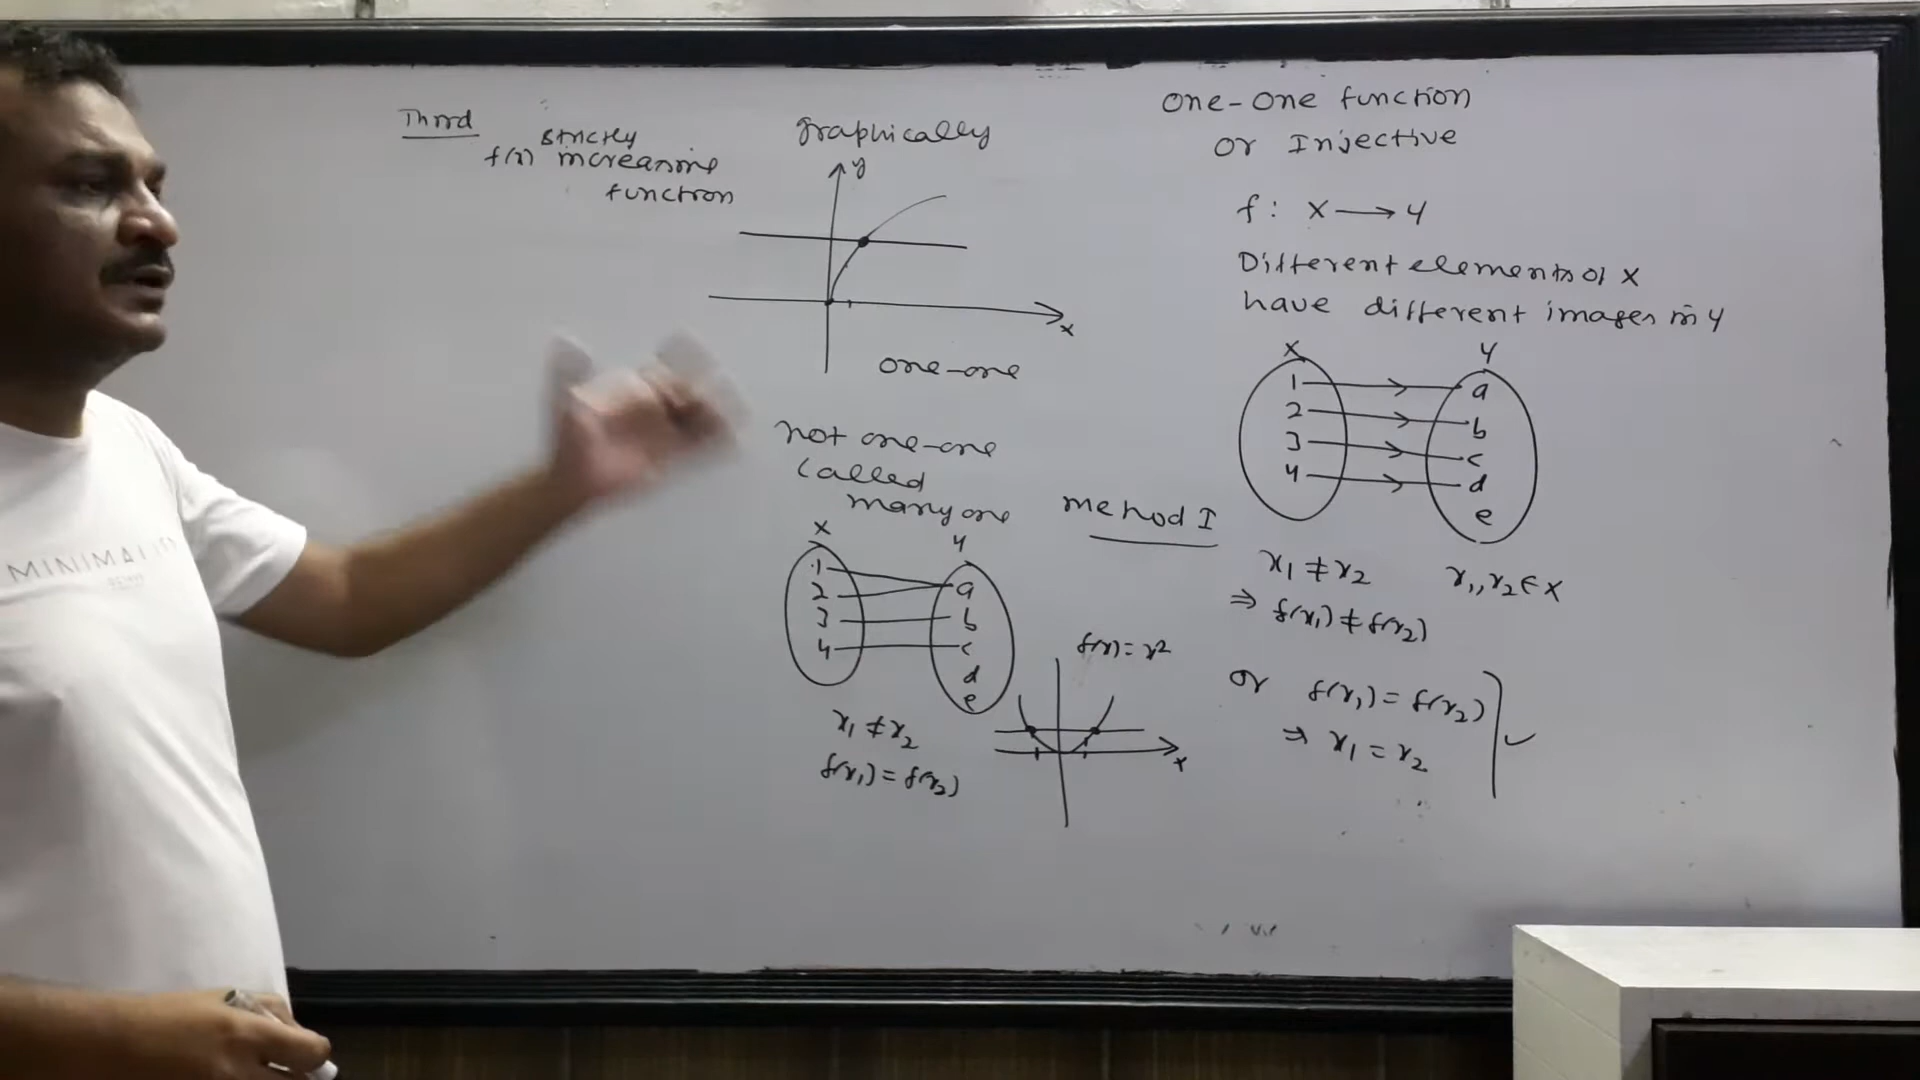 One-One function
or Injective
f: X → Y
Different elements of X
have different images in Y
X Y
1 a
2 b
3 c
4 d
e
Method I
x₁ ≠ x₂ x₁, x₂ ∈ X
⇒ f(x₁) ≠ f(x₂)
or f(x₁) = f(x₂)
⇒ x₁ = x₂
graphically
y
x
one-one
not one-one
called
many one
X Y
1 a
2 b
3 c
4 d
e
x₁ ≠ x₂
f(x₁) = f(x₂)
f(x) = x²
x
Third
strictly
f(x) increasing
function
MINIMALIST